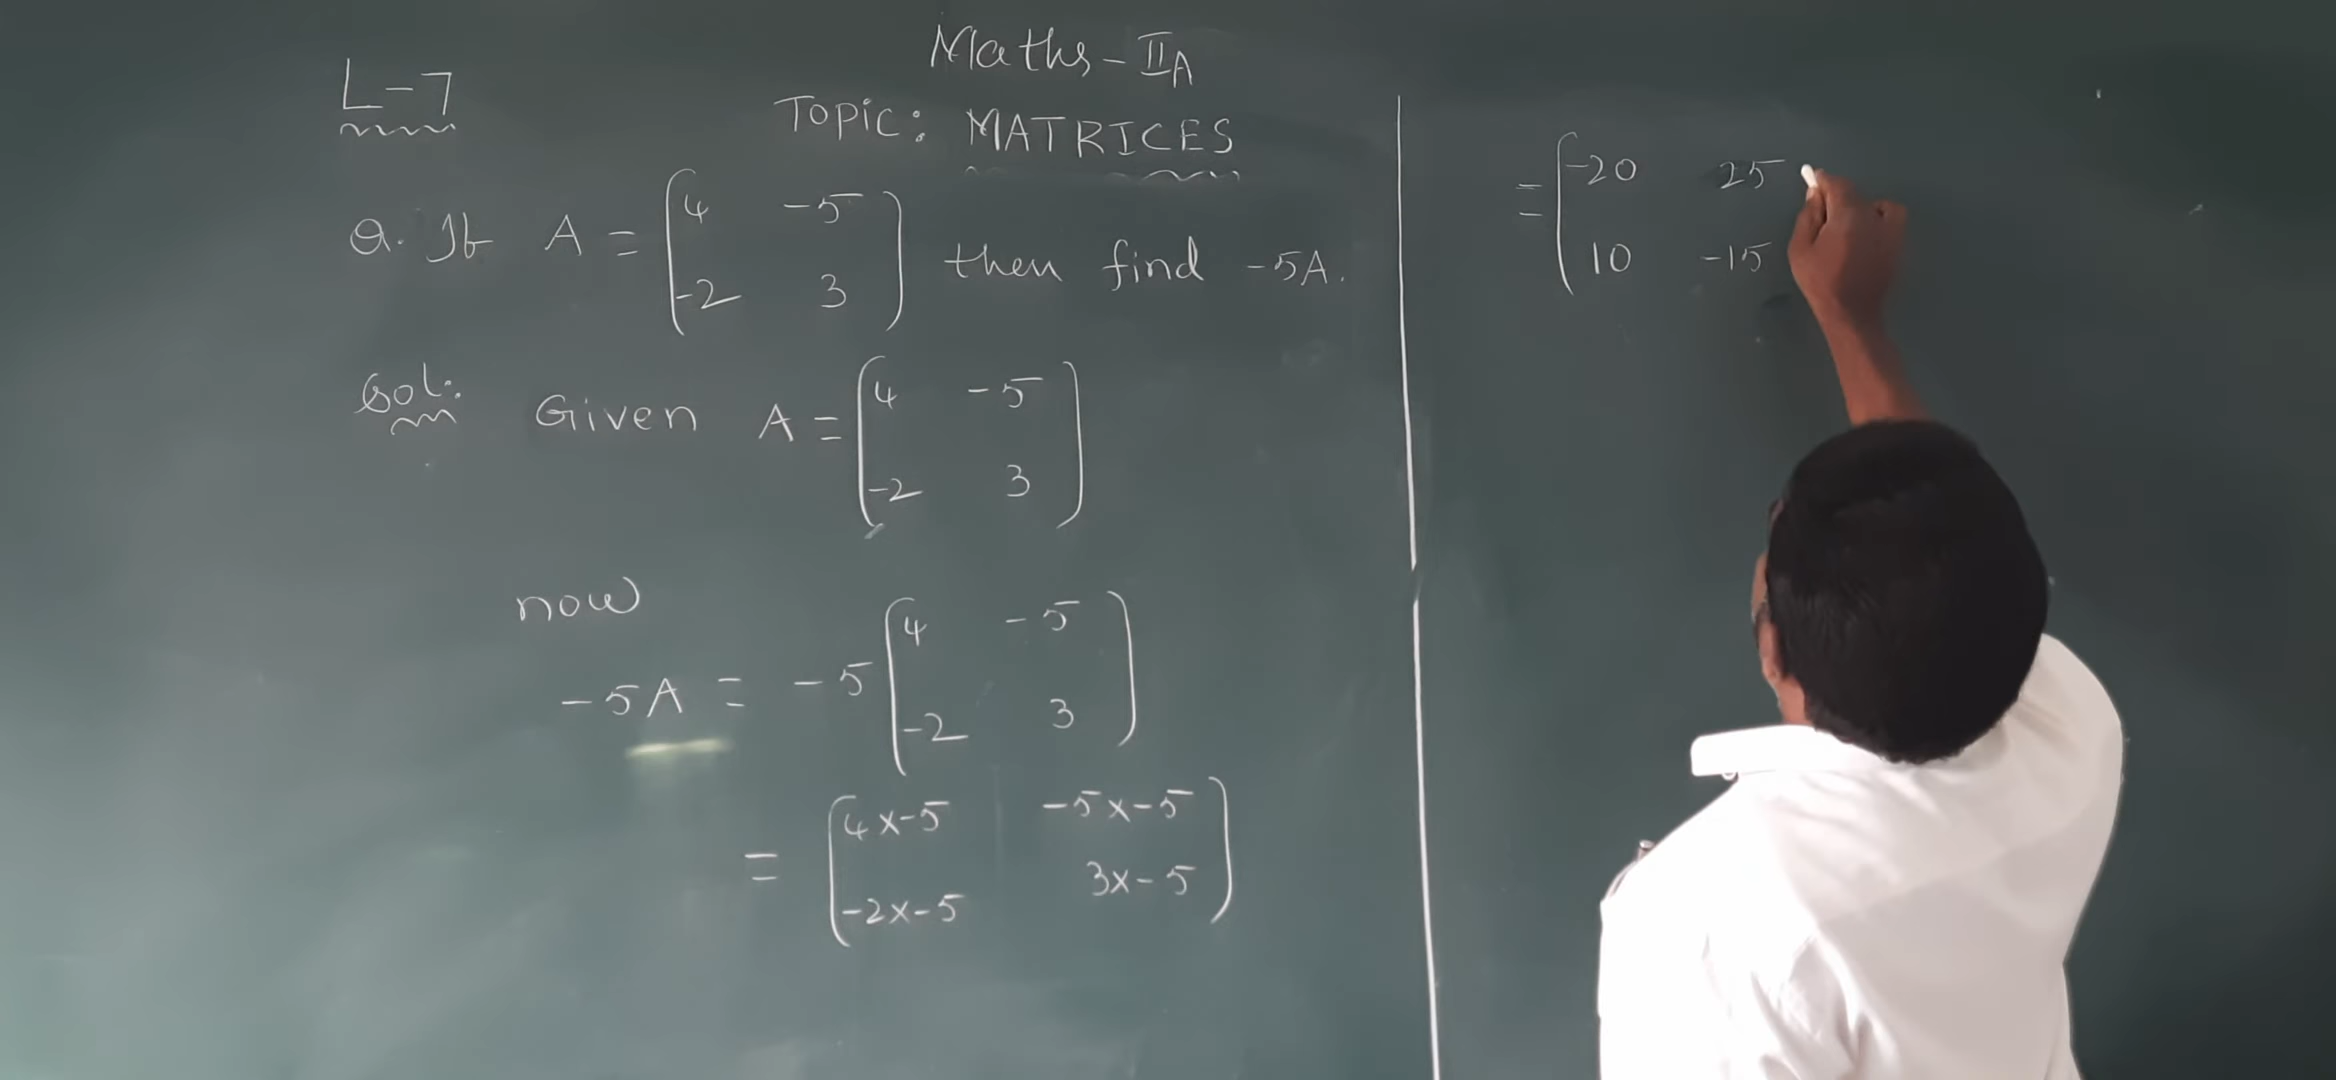 L-7
Maths - IIA
Topic: MATRICES
Q. If A = [4 -5
-2 3] then find -5A.
Sol: Given A = [4 -5
-2 3]
now
-5A = -5 [4 -5
-2 3]
= [4x-5 -5x-5
-2x-5 3x-5]
= [-20 25
10 -15